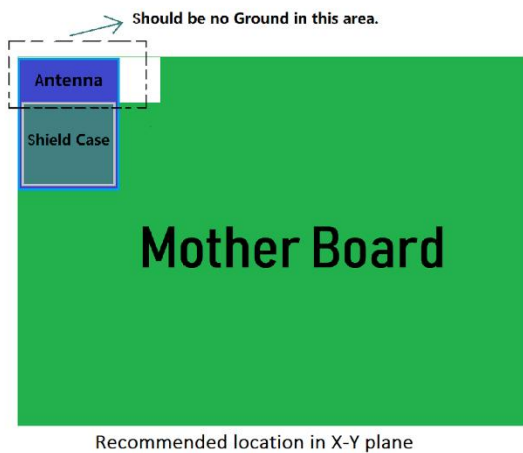 Should be no Ground in this area.
Antenna
Shield Case
Mother Board
Recommended location in X-Y plane